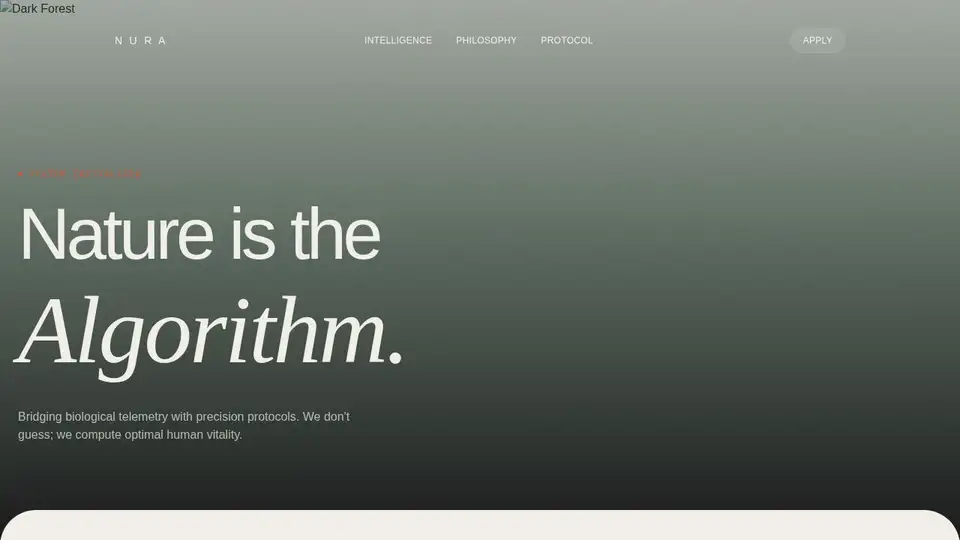 Dark Forest
NURA
INTELLIGENCE PHILOSOPHY PROTOCOL
APPLY
Nature is the
Algorithm.
Bridging biological telemetry with precision protocols. We don't
guess; we compute optimal human vitality.